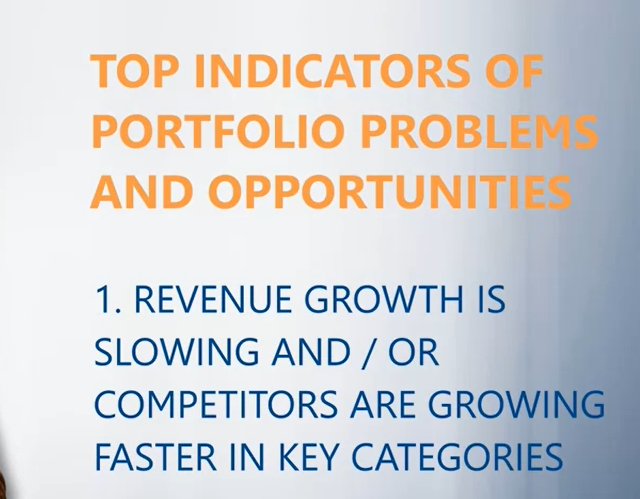 TOP INDICATORS OF
PORTFOLIO PROBLEMS
AND OPPORTUNITIES
1. REVENUE GROWTH IS
SLOWING AND / OR
COMPETITORS ARE GROWING
FASTER IN KEY CATEGORIES